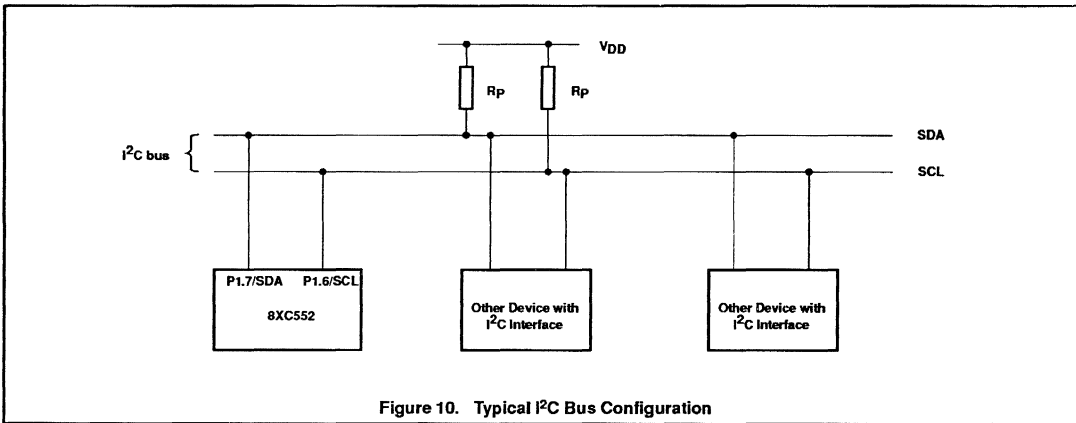 VDD
RP RP
SDA
I²C bus
SCL
P1.7/SDA P1.6/SCL
8XC552
Other Device with
I²C Interface
Other Device with
I²C Interface
Figure 10. Typical I²C Bus Configuration